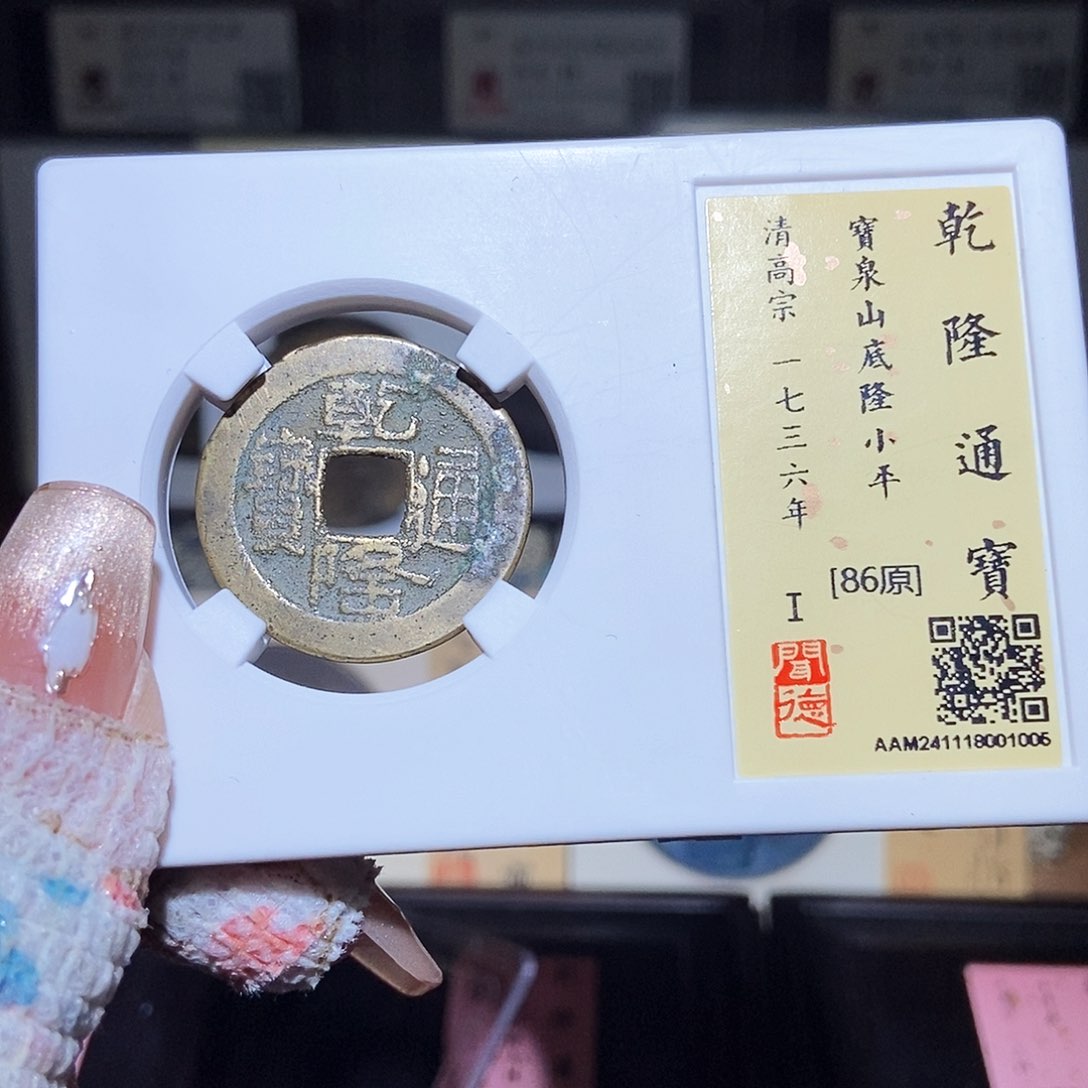 乾隆通寶
乾隆通寶
寶泉山底隆小平
[86原]
清高宗 一七三六年 I
聞德
AAM241118001006